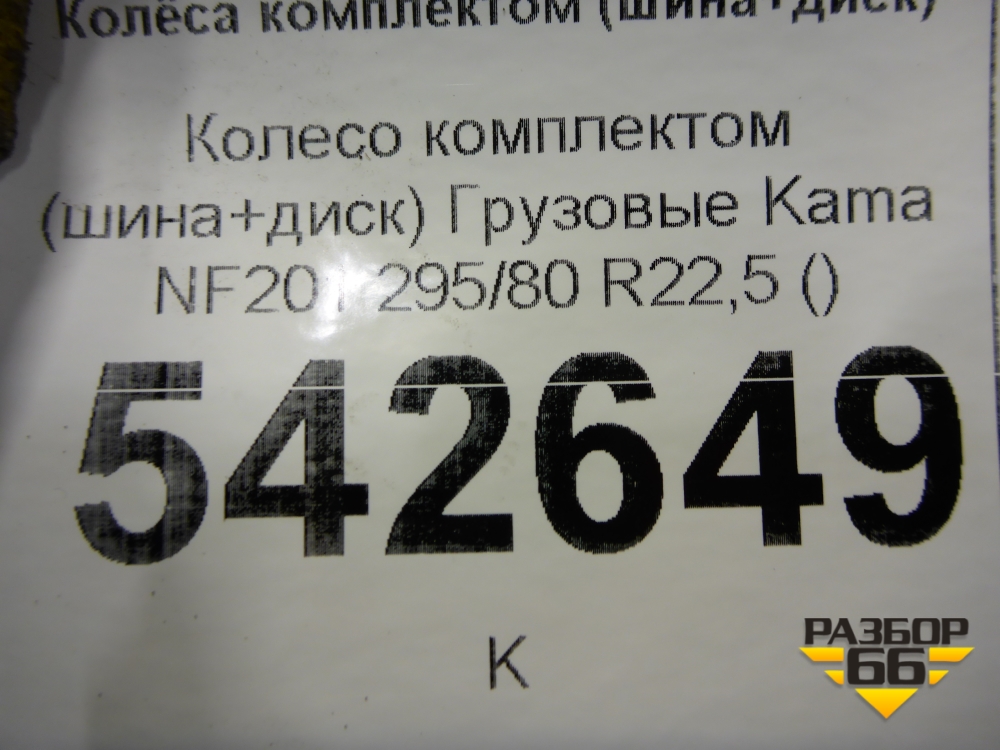 Колёса комплектом (шина+диск)
Колесо комплектом
(шина+диск) Грузовые Kama
NF201 295/80 R22,5 ()
542649
К
РАЗБОР
66